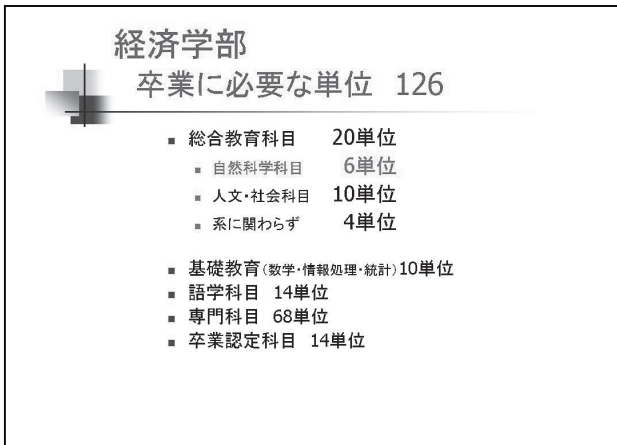 経済学部
卒業に必要な単位 126
■ 総合教育科目 20単位
■ 自然科学科目 6単位
■ 人文・社会科目 10単位
■ 系に関わらず 4単位
■ 基礎教育(数学・情報処理・統計)10単位
■ 語学科目 14単位
■ 専門科目 68単位
■ 卒業認定科目 14単位